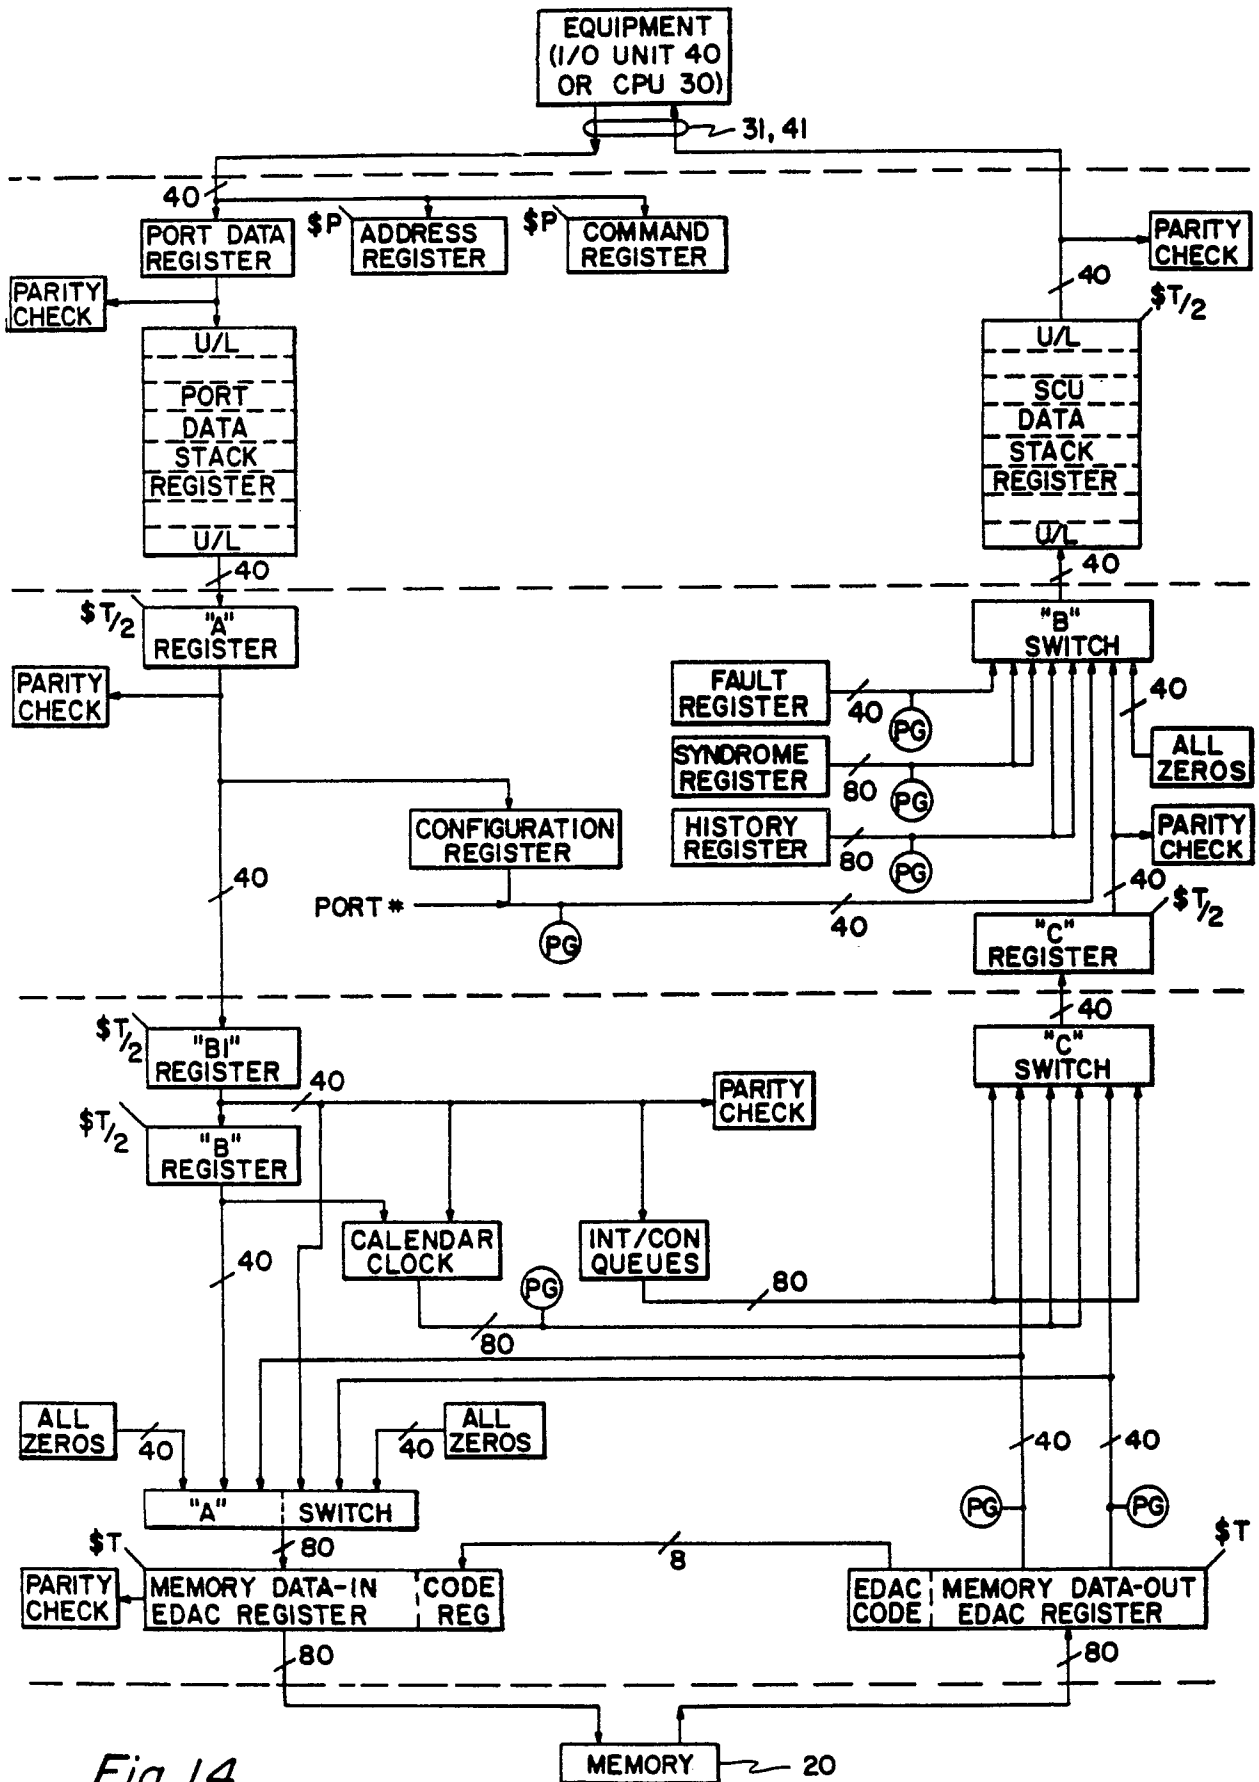 EQUIPMENT
(I/O UNIT 40
OR CPU 30)
31, 41
40
PORT DATA
REGISTER
$P
ADDRESS
REGISTER
$P
COMMAND
REGISTER
PARITY
CHECK
40
PARITY
CHECK
$T/2
U/L
PORT
DATA
STACK
REGISTER
U/L
U/L
SCU
DATA
STACK
REGISTER
U/L
40
40
$T/2
"A"
REGISTER
"B"
SWITCH
PARITY
CHECK
FAULT
REGISTER
40
PG
40
SYNDROME
REGISTER
80
PG
ALL
ZEROS
CONFIGURATION
REGISTER
HISTORY
REGISTER
80
PG
PARITY
CHECK
40
40
PORT #
PG
40
$T/2
"C"
REGISTER
40
$T/2
"B1"
REGISTER
40
PARITY
CHECK
"C"
SWITCH
$T/2
"B"
REGISTER
40
CALENDAR
CLOCK
INT/CON
QUEUES
PG
80
80
ALL
ZEROS
40
40
ALL
ZEROS
40
40
"A" SWITCH
PG
PG
80
8
$T
$T
PARITY
CHECK
MEMORY DATA-IN
EDAC REGISTER
CODE
REG
EDAC
CODE
MEMORY DATA-OUT
EDAC REGISTER
80
80
MEMORY
20
Fig. 14